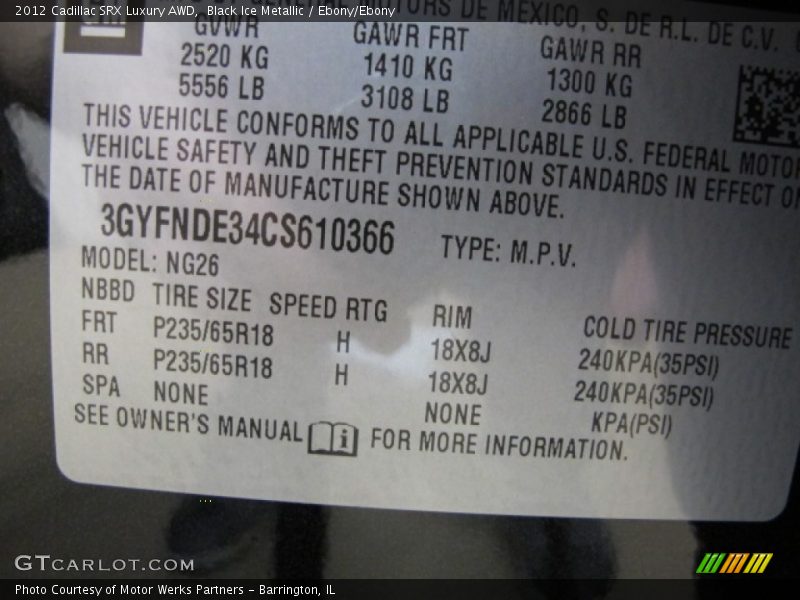 2012 Cadillac SRX Luxury AWD, Black Ice Metallic / Ebony/Ebony
DE MEXICO, S. DE R.L. DE C.V.
GVWR GAWR FRT GAWR RR
2520 KG 1410 KG 1300 KG
5556 LB 3108 LB 2866 LB
THIS VEHICLE CONFORMS TO ALL APPLICABLE U.S. FEDERAL MOTOR
VEHICLE SAFETY AND THEFT PREVENTION STANDARDS IN EFFECT O
THE DATE OF MANUFACTURE SHOWN ABOVE.
3GYFNDE34CS610366 TYPE: M.P.V.
MODEL: NG26
NBBD TIRE SIZE SPEED RTG RIM COLD TIRE PRESSURE
FRT P235/65R18 H 18X8J 240KPA(35PSI)
RR P235/65R18 H 18X8J 240KPA(35PSI)
SPA NONE NONE KPA(PSI)
SEE OWNER'S MANUAL i FOR MORE INFORMATION.
GTCARLOT.COM
Photo Courtesy of Motor Werks Partners - Barrington, IL